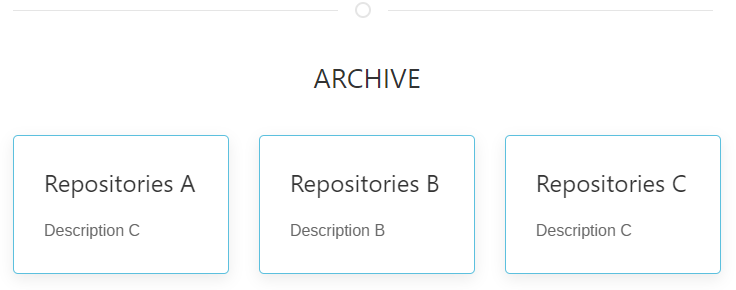 ARCHIVE
Repositories A
Description C
Repositories B
Description B
Repositories C
Description C